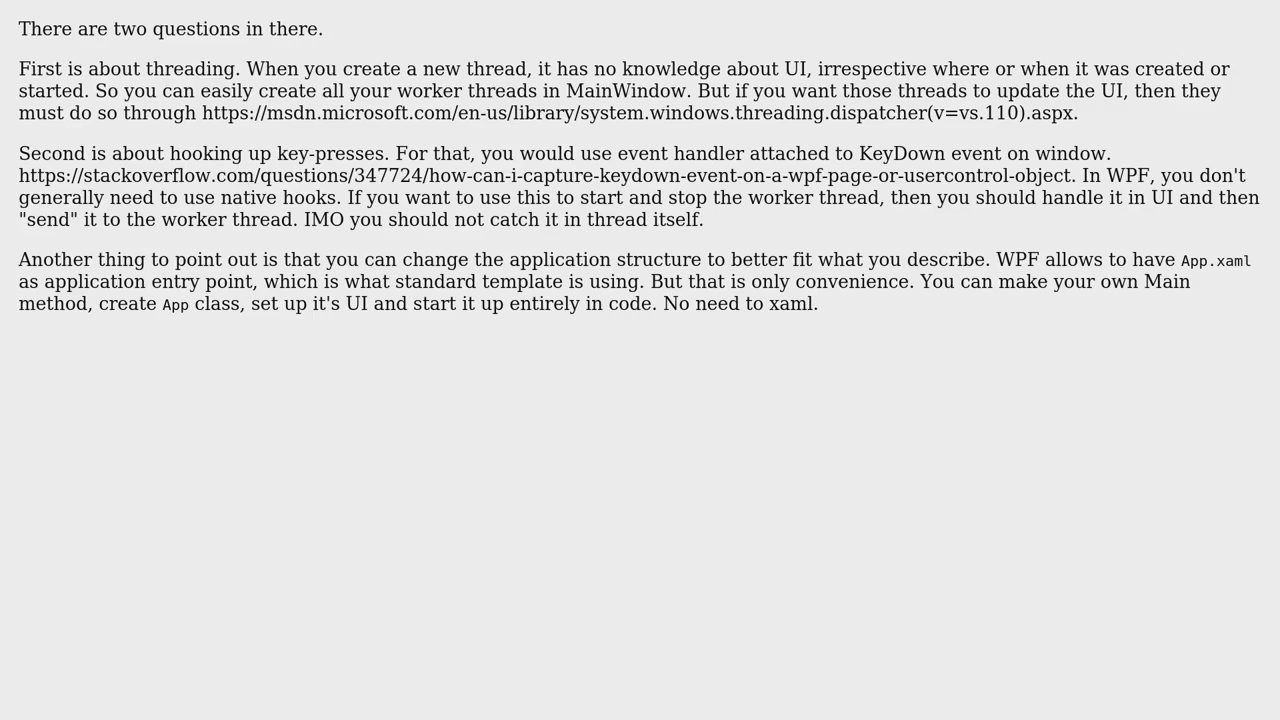 There are two questions in there.
First is about threading. When you create a new thread, it has no knowledge about UI, irrespective where or when it was created or
started. So you can easily create all your worker threads in MainWindow. But if you want those threads to update the UI, then they
must do so through https://msdn.microsoft.com/en-us/library/system.windows.threading.dispatcher(v=vs.110).aspx.
Second is about hooking up key-presses. For that, you would use event handler attached to KeyDown event on window.
https://stackoverflow.com/questions/347724/how-can-i-capture-keydown-event-on-a-wpf-page-or-usercontrol-object. In WPF, you don't
generally need to use native hooks. If you want to use this to start and stop the worker thread, then you should handle it in UI and then
"send" it to the worker thread. IMO you should not catch it in thread itself.
Another thing to point out is that you can change the application structure to better fit what you describe. WPF allows to have App.xaml
as application entry point, which is what standard template is using. But that is only convenience. You can make your own Main
method, create App class, set up it's UI and start it up entirely in code. No need to xaml.